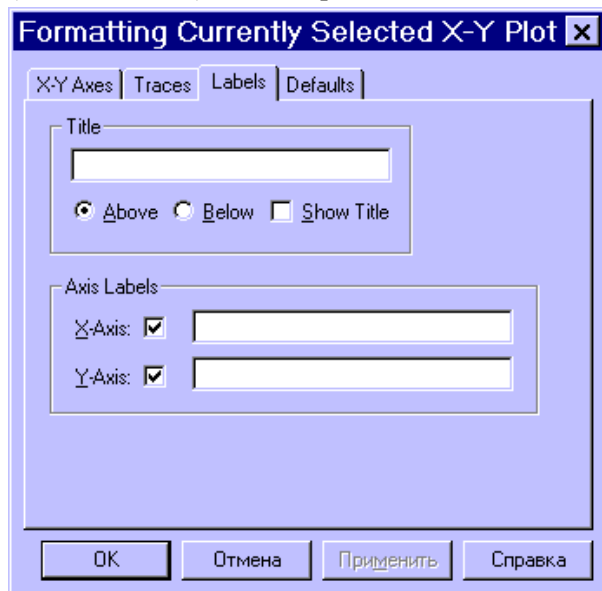 Formatting Currently Selected X-Y Plot
X-Y Axes Traces Labels Defaults
Title
Above Below Show Title
Axis Labels
X-Axis:
Y-Axis:
OK Отмена Применить Справка